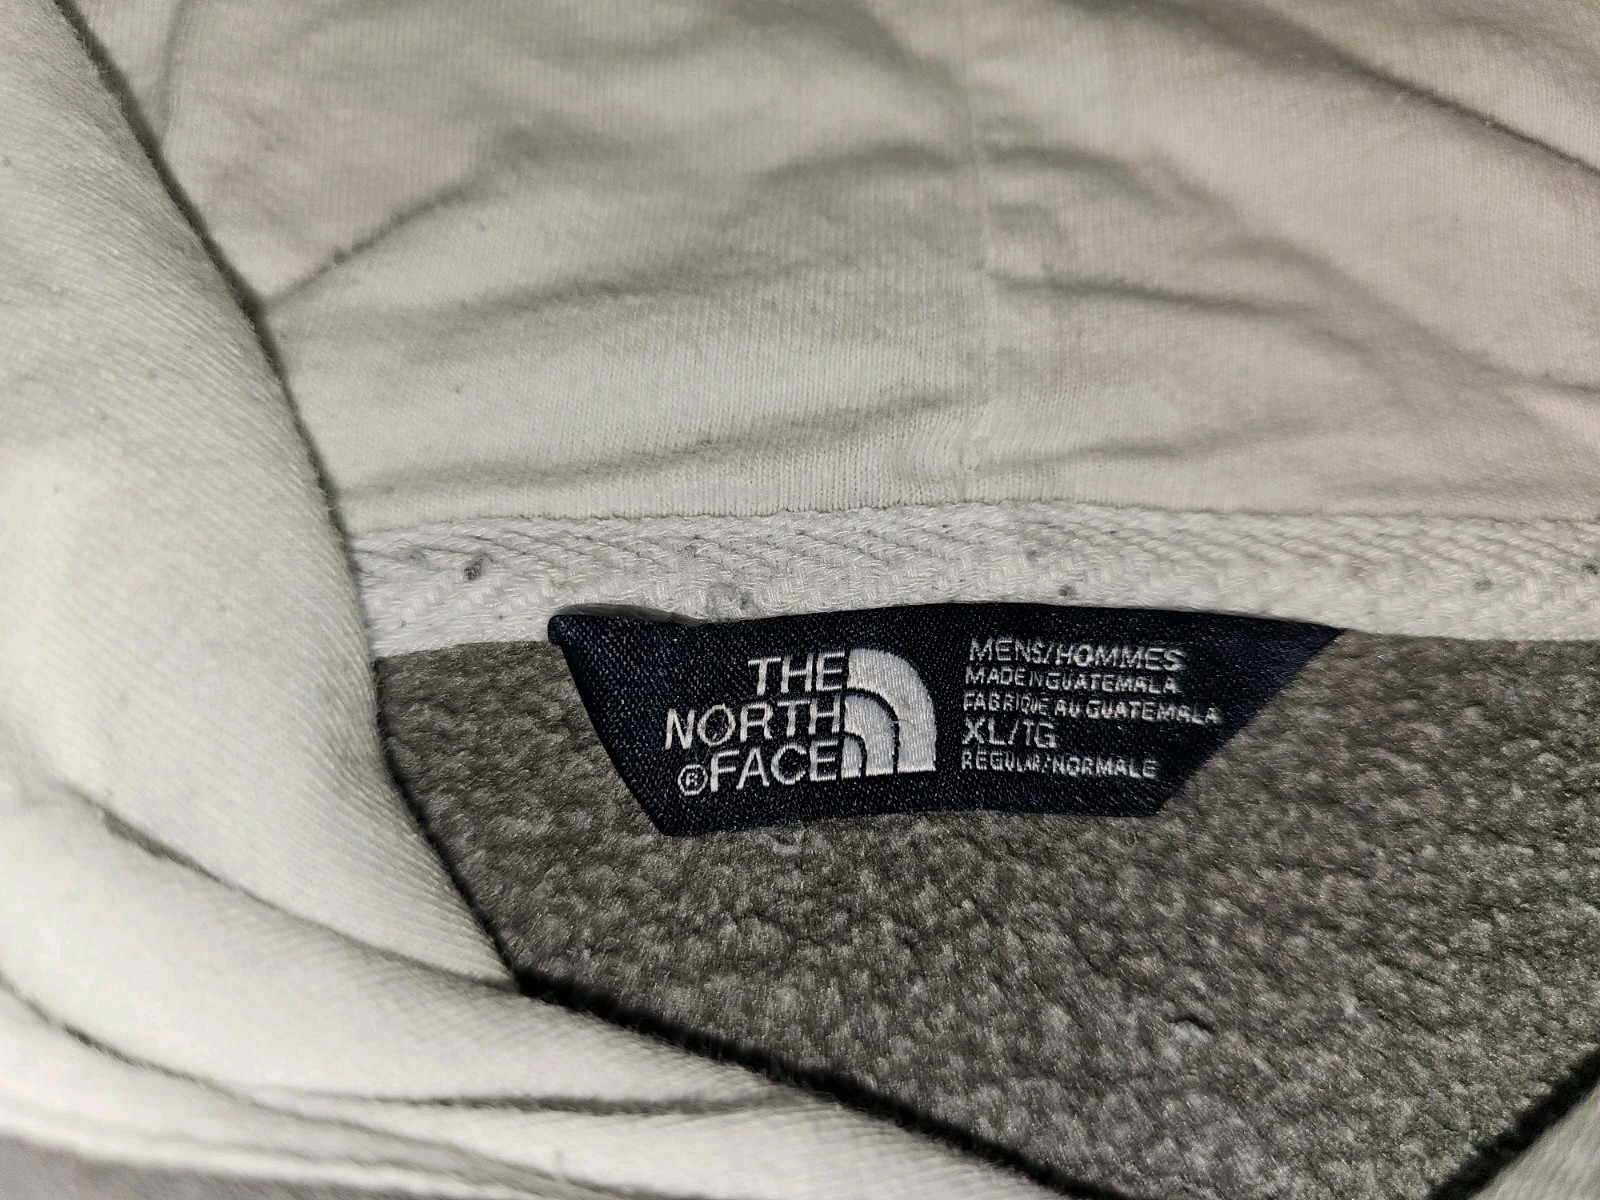 THE
NORTH
®FACE
MENS/HOMMES
MADE IN GUATEMALA
FABRIQUE AU GUATEMALA
XL/TG
REGULAR/NORMALE